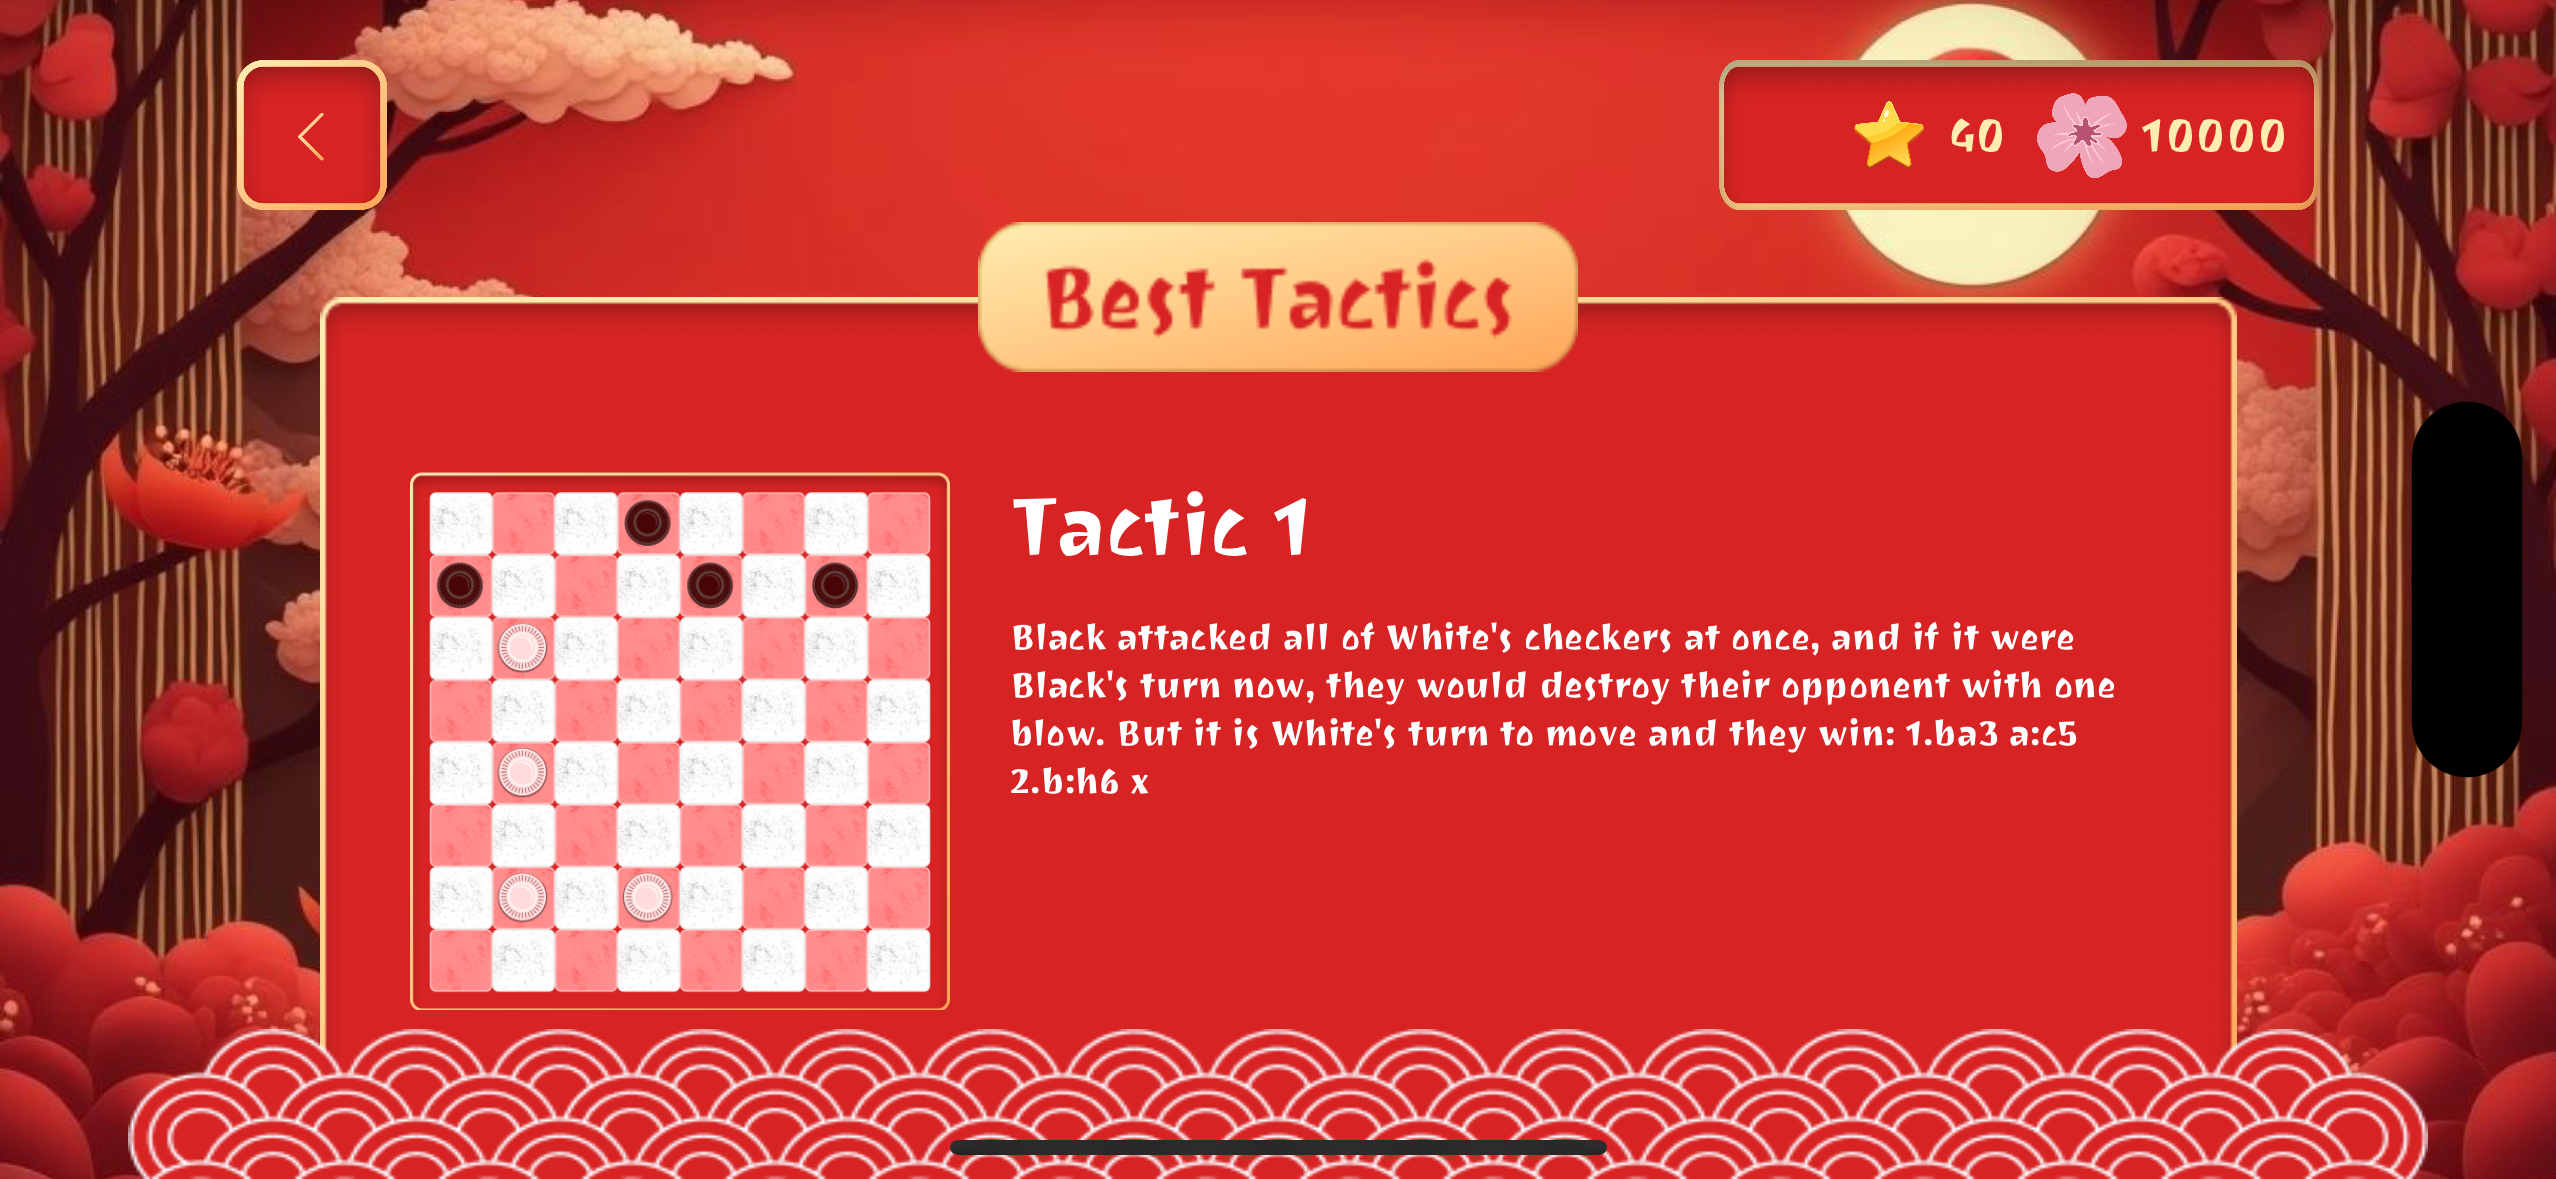 40 10000
Best Tactics
Tactic 1
Black attacked all of White's checkers at once, and if it were
Black's turn now, they would destroy their opponent with one
blow. But it is White's turn to move and they win: 1.ba3 a:c5
2.b:h6 x